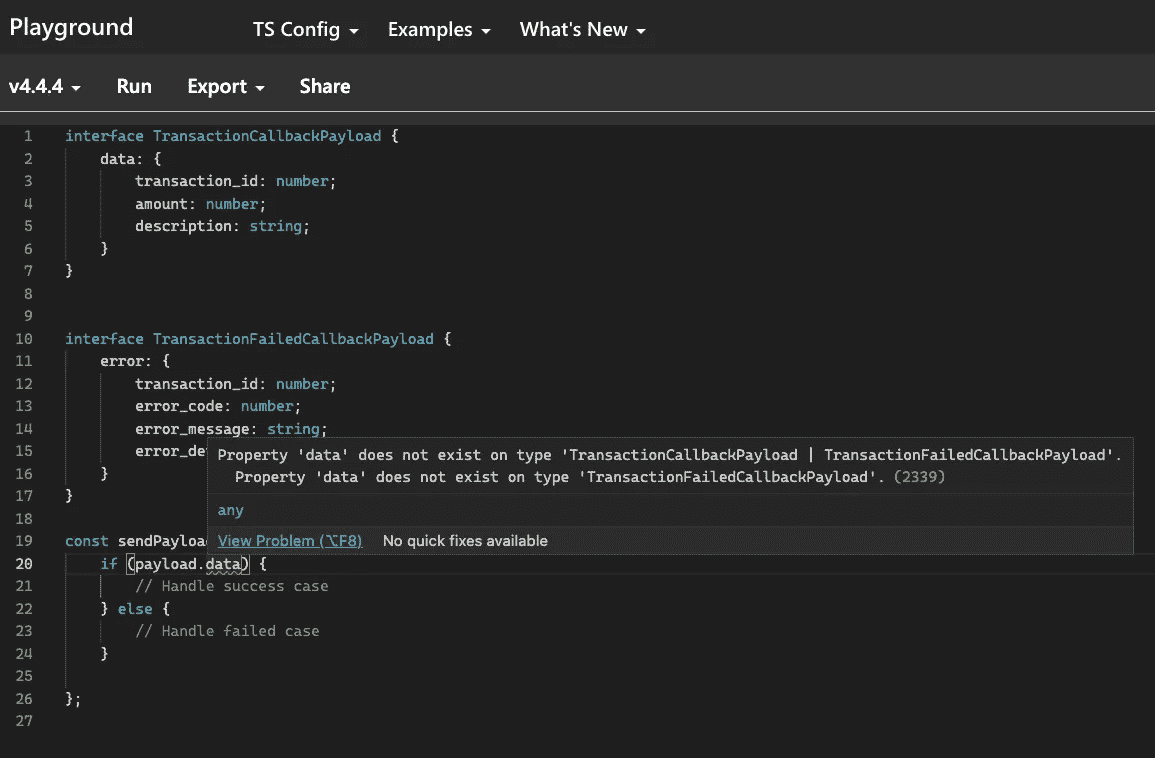 Playground
TS Config Examples What's New
v4.4.4 Run Export Share
1 interface TransactionCallbackPayload {
2 data: {
3 transaction_id: number;
4 amount: number;
5 description: string;
6 }
7 }
8
9
10 interface TransactionFailedCallbackPayload {
11 error: {
12 transaction_id: number;
13 error_code: number;
14 error_message: string;
15 error_de
Property 'data' does not exist on type 'TransactionCallbackPayload | TransactionFailedCallbackPayload'.
Property 'data' does not exist on type 'TransactionFailedCallbackPayload'. (2339)
16 }
17 }
any
18
19 const sendPayloa
View Problem (⌥F8) No quick fixes available
20 if (payload.data) {
21 // Handle success case
22 } else {
23 // Handle failed case
24 }
25
26 };
27